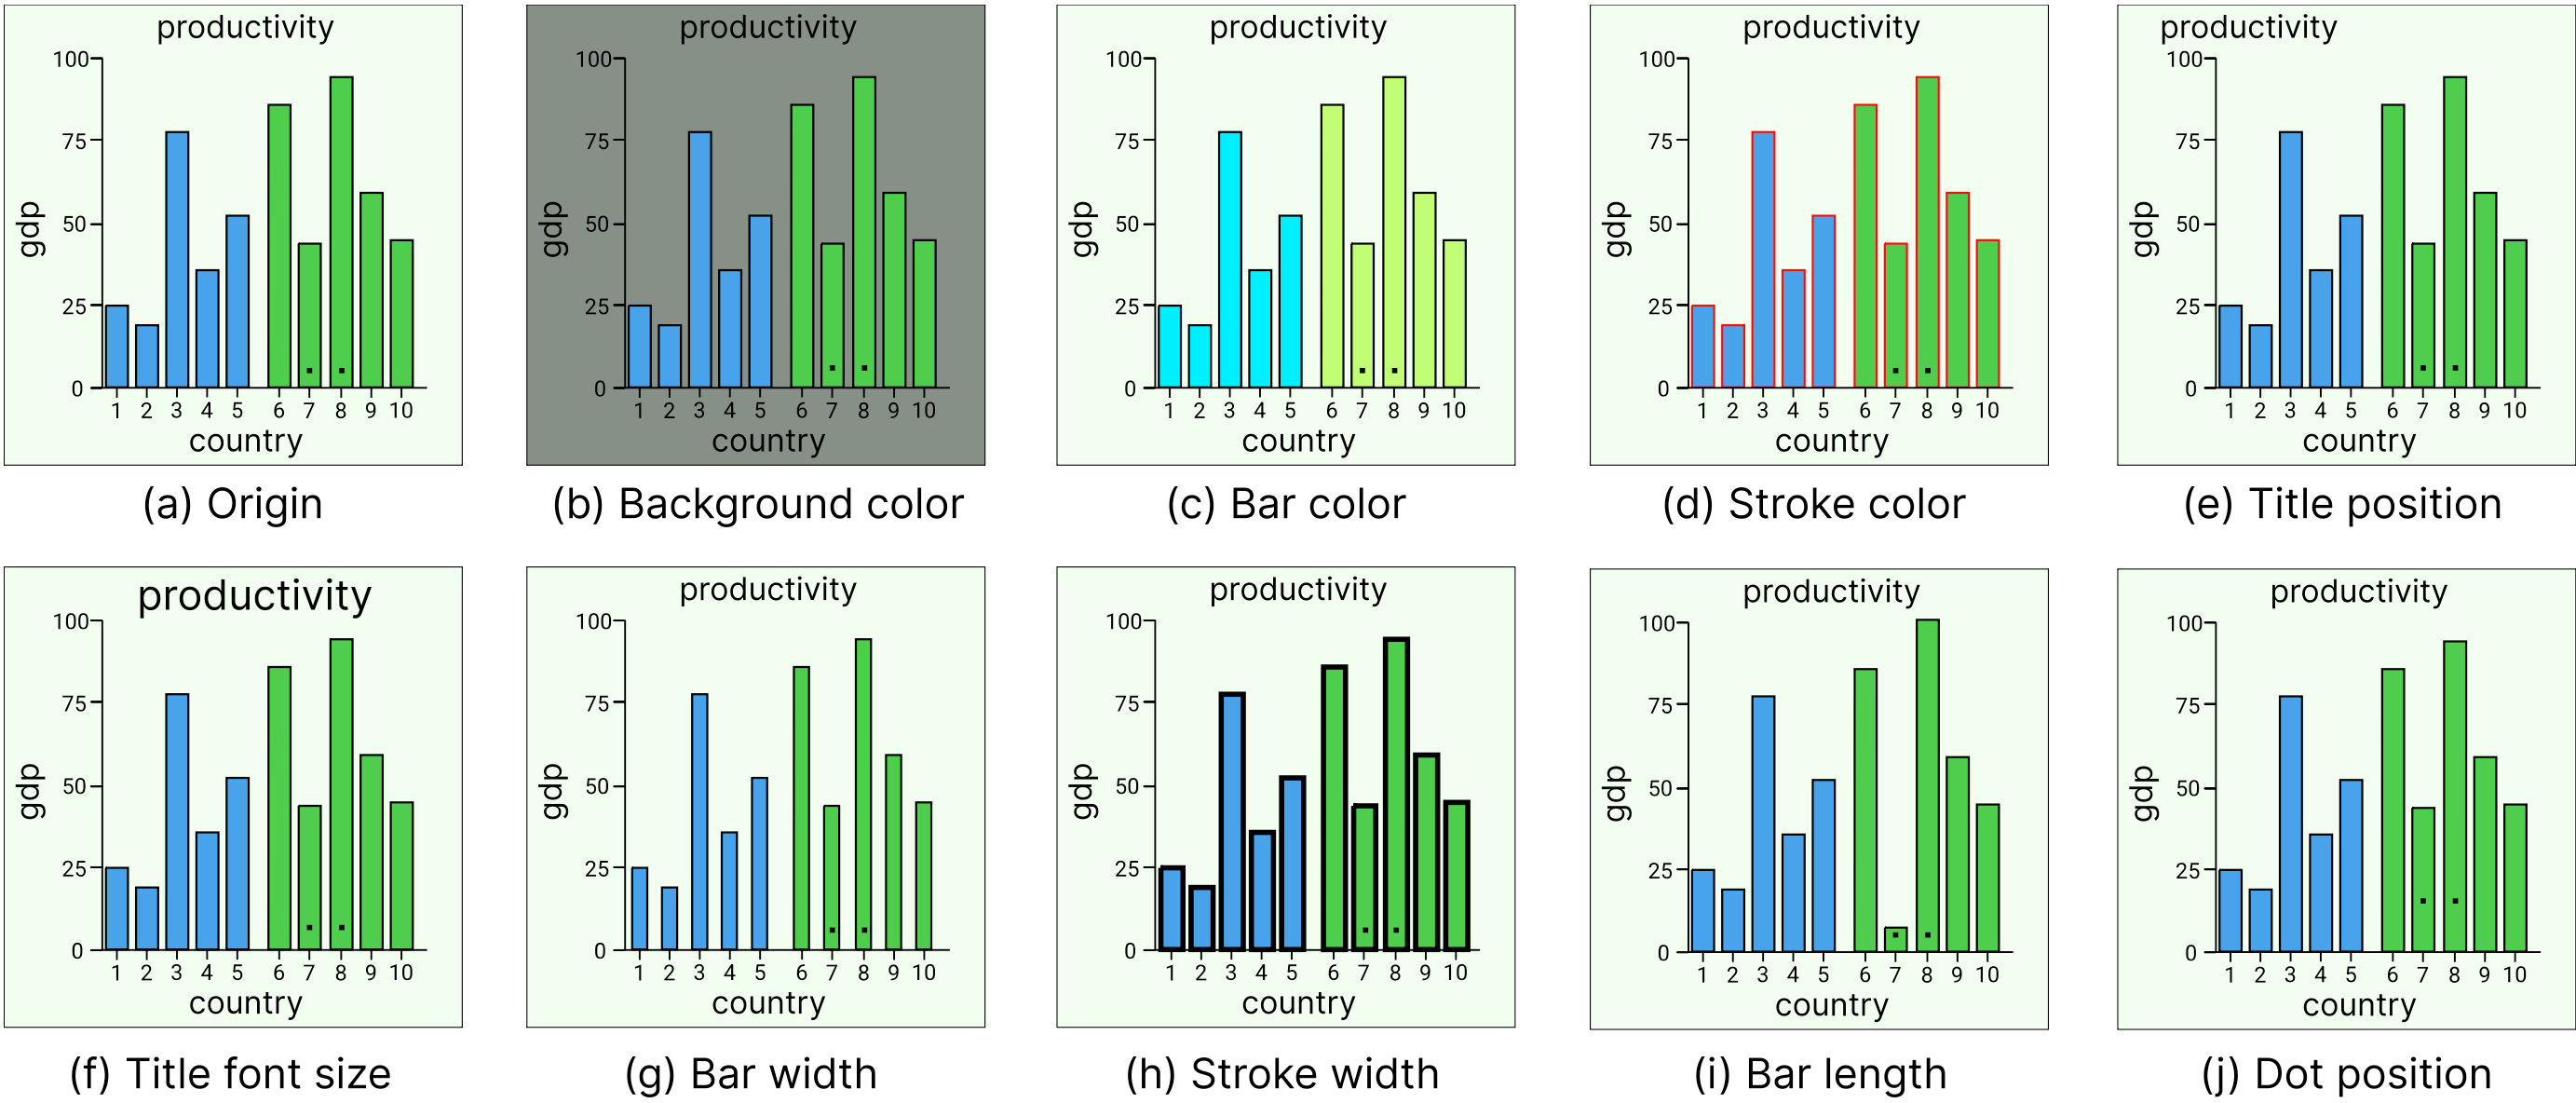 productivity
100
75
50
25
0
gdp
1 2 3 4 5 6 7 8 9 10
country
(a) Origin
productivity
100
75
50
25
0
gdp
1 2 3 4 5 6 7 8 9 10
country
(b) Background color
productivity
100
75
50
25
0
gdp
1 2 3 4 5 6 7 8 9 10
country
(c) Bar color
productivity
100
75
50
25
0
gdp
1 2 3 4 5 6 7 8 9 10
country
(d) Stroke color
productivity
100
75
50
25
0
gdp
1 2 3 4 5 6 7 8 9 10
country
(e) Title position
productivity
100
75
50
25
0
gdp
1 2 3 4 5 6 7 8 9 10
country
(f) Title font size
productivity
100
75
50
25
0
gdp
1 2 3 4 5 6 7 8 9 10
country
(g) Bar width
productivity
100
75
50
25
0
gdp
1 2 3 4 5 6 7 8 9 10
country
(h) Stroke width
productivity
100
75
50
25
0
gdp
1 2 3 4 5 6 7 8 9 10
country
(i) Bar length
productivity
100
75
50
25
0
gdp
1 2 3 4 5 6 7 8 9 10
country
(j) Dot position